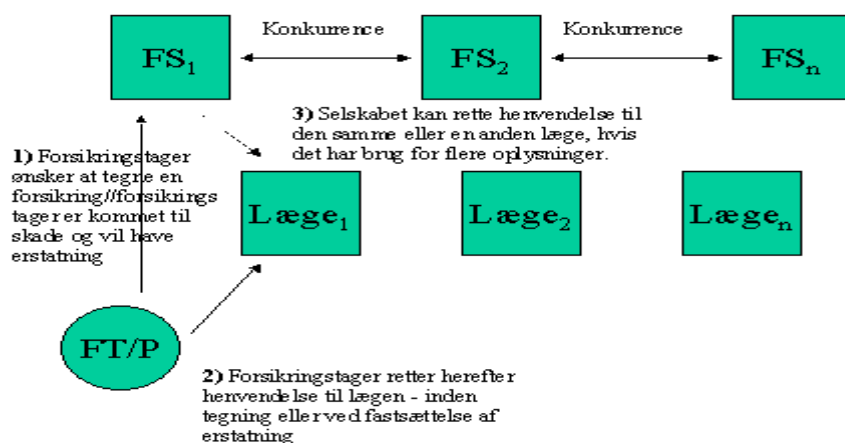 Konkurrence
Konkurrence
FS1
FS2
FSn
3) Selskabet kan rette henvendelse til
den samme eller en anden læge, hvis
det har brug for flere oplysninger.
1) Forsikringstager
ønsker at tegne en
forsikring//forsikrings
tager er kommet til
skade og vil have
erstatning
Læge1
Læge2
Lægen
FT/P
2) Forsikringstager retter herefter
henvendelse til lægen - inden
tegning eller ved fastsættelse af
erstatning